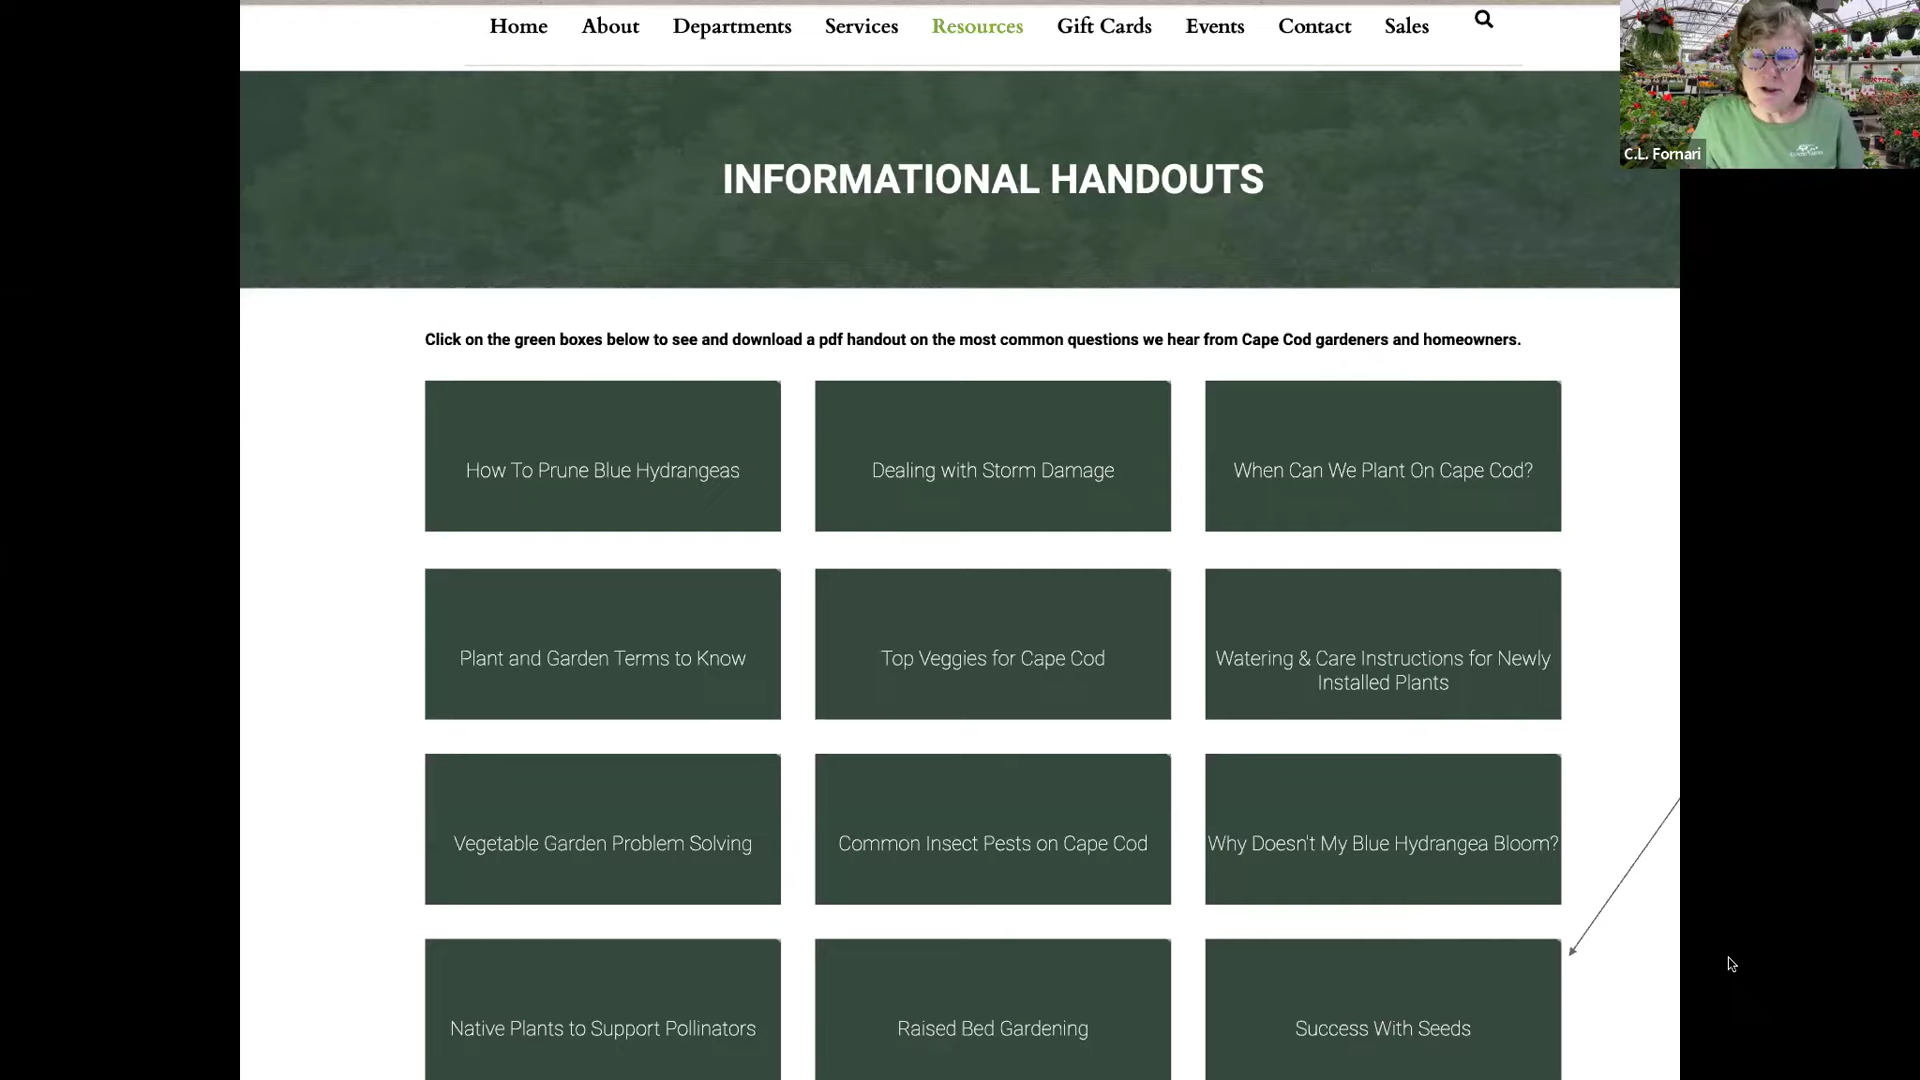 Home About Departments Services Resources Gift Cards Events Contact Sales
C.L. Fornari
INFORMATIONAL HANDOUTS
Click on the green boxes below to see and download a pdf handout on the most common questions we hear from Cape Cod gardeners and homeowners.
How To Prune Blue Hydrangeas
Dealing with Storm Damage
When Can We Plant On Cape Cod?
Plant and Garden Terms to Know
Top Veggies for Cape Cod
Watering & Care Instructions for Newly
Installed Plants
Vegetable Garden Problem Solving
Common Insect Pests on Cape Cod
Why Doesn't My Blue Hydrangea Bloom?
Native Plants to Support Pollinators
Raised Bed Gardening
Success With Seeds